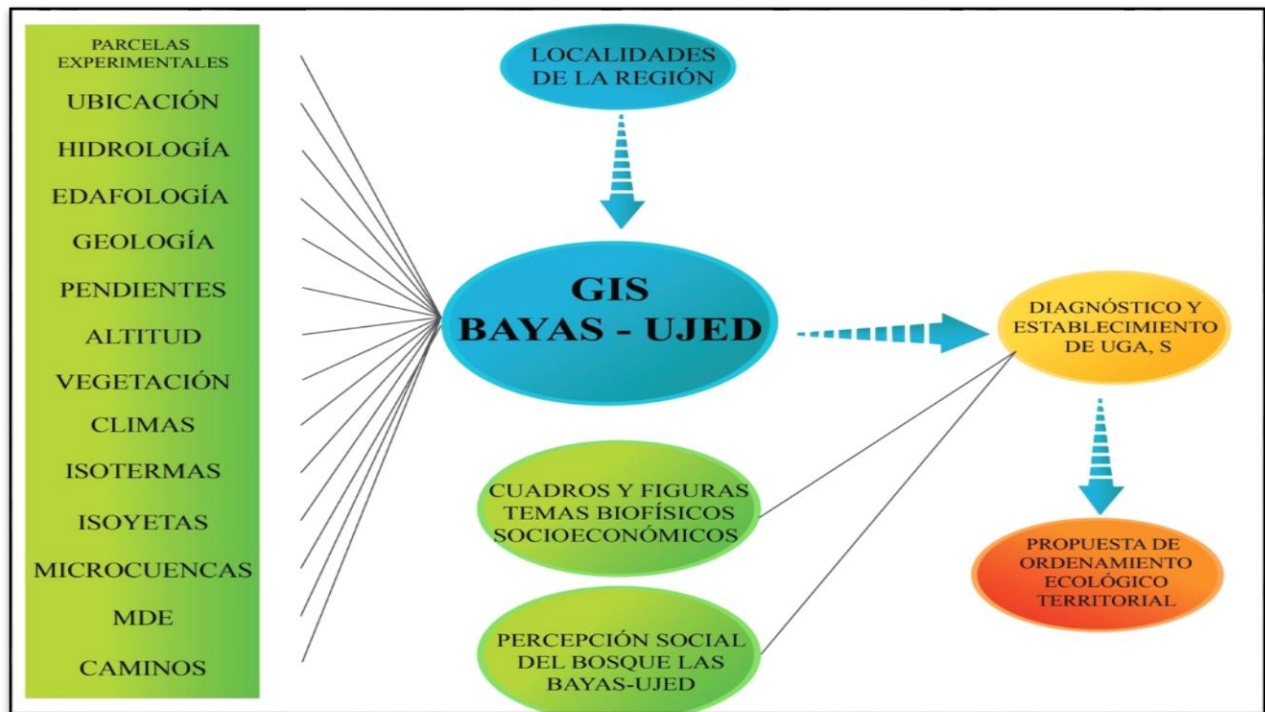 PARCELAS
EXPERIMENTALES
UBICACIÓN
HIDROLOGÍA
EDAFOLOGÍA
GEOLOGÍA
PENDIENTES
ALTITUD
VEGETACIÓN
CLIMAS
ISOTERMAS
ISOYETAS
MICROCUENCAS
MDE
CAMINOS
LOCALIDADES
DE LA REGIÓN
GIS
BAYAS - UJED
CUADROS Y FIGURAS
TEMAS BIOFÍSICOS
SOCIOECONÓMICOS
PERCEPCIÓN SOCIAL
DEL BOSQUE LAS
BAYAS-UJED
DIAGNÓSTICO Y
ESTABLECIMIENTO
DE UGA, S
PROPUESTA DE
ORDENAMIENTO
ECOLÓGICO
TERRITORIAL